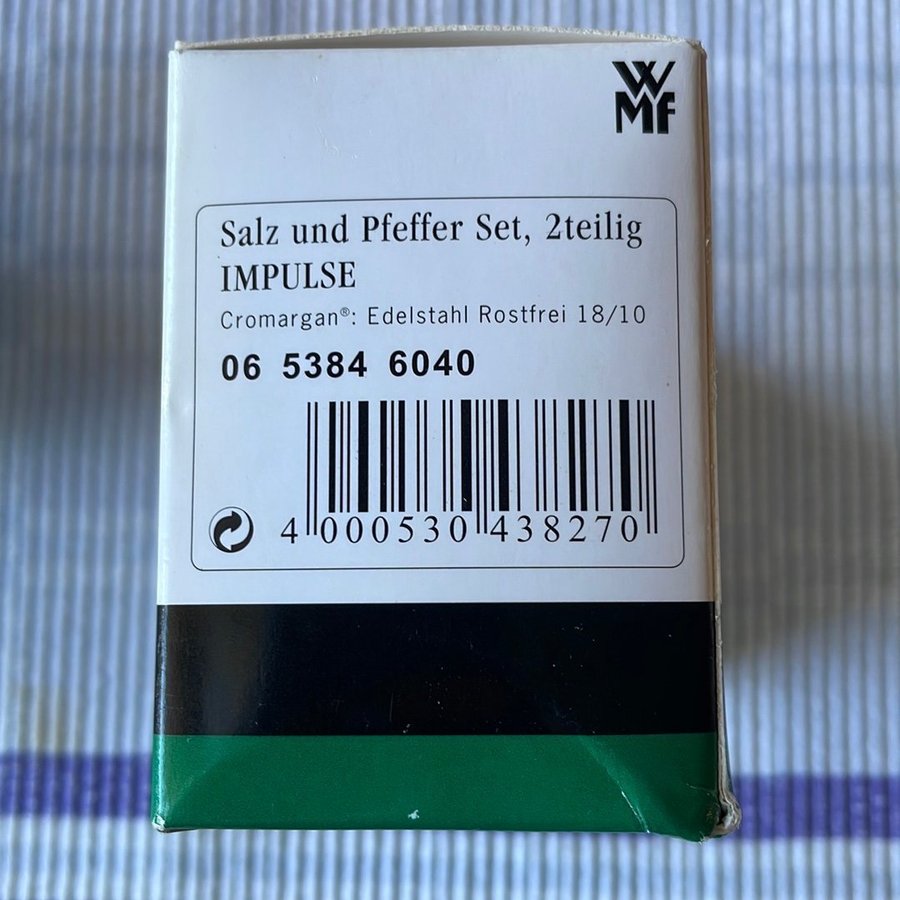 WMF
Salz und Pfeffer Set, 2teilig
IMPULSE
Cromargan®: Edelstahl Rostfrei 18/10
06 5384 6040
4 000530 438270